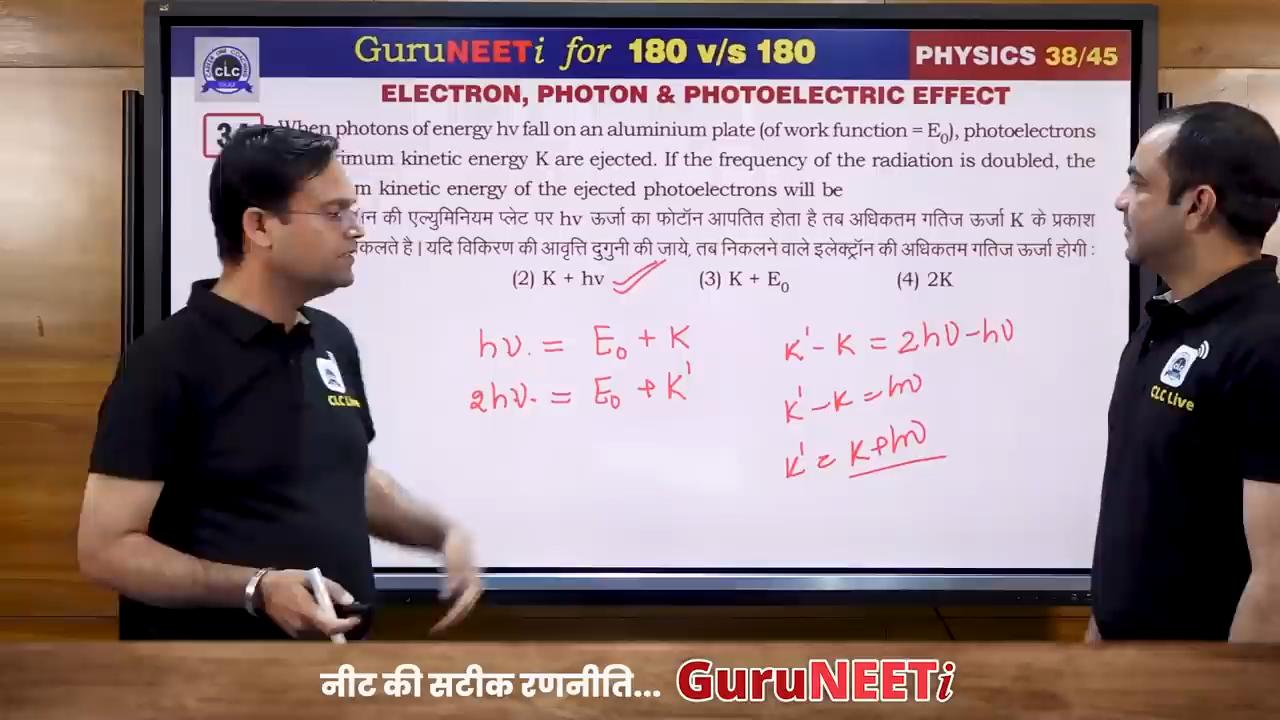 GuruNEETi for 180 v/s 180
PHYSICS 38/45
CLC
ELECTRON, PHOTON & PHOTOELECTRIC EFFECT
When photons of energy hν fall on an aluminium plate (of work function = E₀), photoelectrons
kinetic energy K are ejected. If the frequency of the radiation is doubled, the
kinetic energy of the ejected photoelectrons will be
की एल्युमिनियम प्लेट पर hν ऊर्जा का फोटॉन आपतित होता है तब अधिकतम गतिज ऊर्जा K के प्रकाश
है। यदि विकिरण की आवृत्ति दुगुनी की जाये, तब निकलने वाले इलेक्ट्रॉन की अधिकतम गतिज ऊर्जा होगी :
(2) K + hν (3) K + E₀ (4) 2K
hν. = E₀ + K
2hν. = E₀ + K'
K' - K = 2hν - hν
K' - K = hν
K' = K + hν
CLC Live
CLC Live
नीट की सटीक रणनीति... GuruNEETi